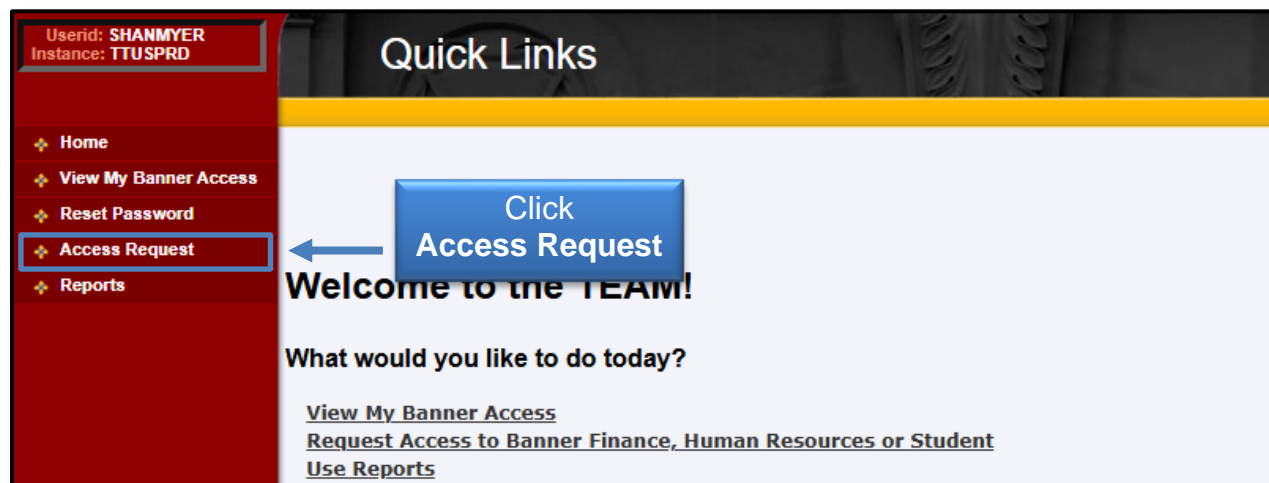 Userid: SHANMYER
Instance: TTUSPRD
Quick Links
Home
View My Banner Access
Reset Password
Access Request
Reports
Click
Access Request
Welcome to the TEAM!
What would you like to do today?
View My Banner Access
Request Access to Banner Finance, Human Resources or Student
Use Reports